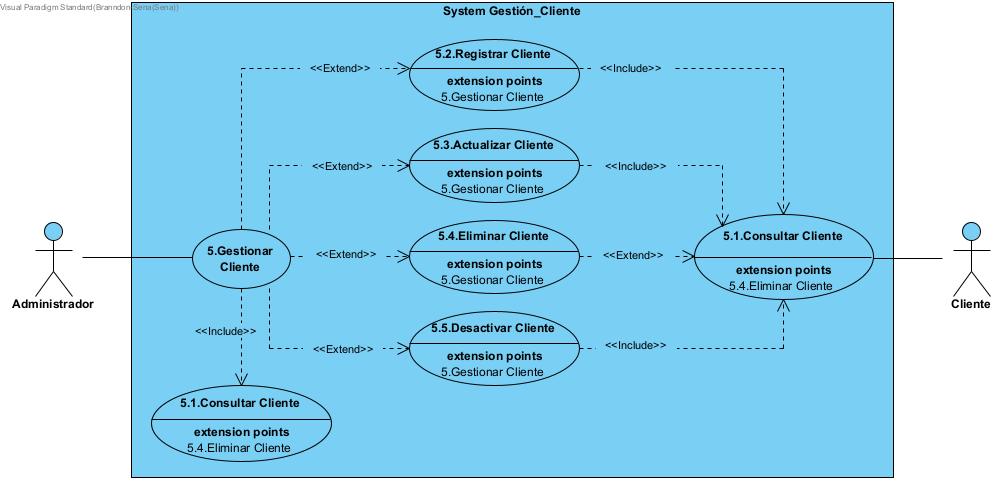 Visual Paradigm Standard(Branndon Sena(Sena))
System Gestión_Cliente
5.2.Registrar Cliente
extension points
5.Gestionar Cliente
<<Extend>>
<<Include>>
5.3.Actualizar Cliente
extension points
5.Gestionar Cliente
<<Extend>>
<<Include>>
5.Gestionar
Cliente
5.4.Eliminar Cliente
extension points
5.Gestionar Cliente
<<Extend>>
<<Extend>>
5.1.Consultar Cliente
extension points
5.4.Eliminar Cliente
Administrador
Cliente
<<Include>>
5.5.Desactivar Cliente
extension points
5.Gestionar Cliente
<<Extend>>
<<Include>>
5.1.Consultar Cliente
extension points
5.4.Eliminar Cliente